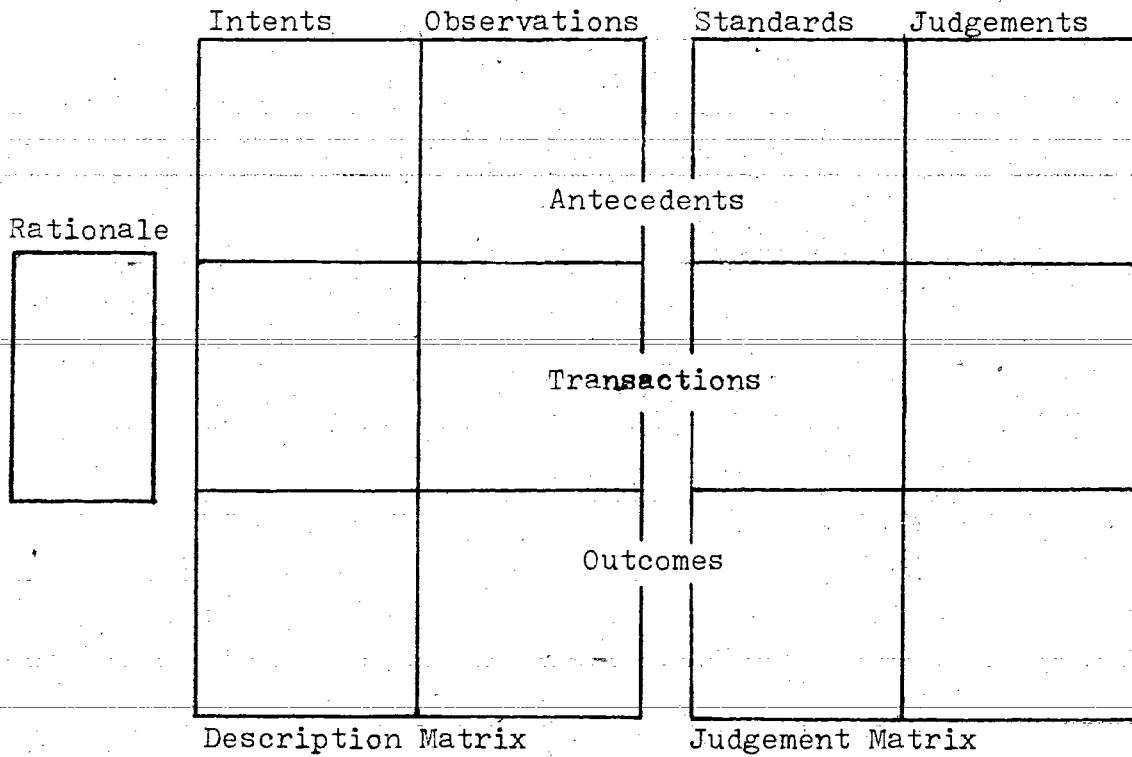 Intents Observations Standards Judgements
Antecedents
Rationale
Transactions
Outcomes
Description Matrix Judgement Matrix